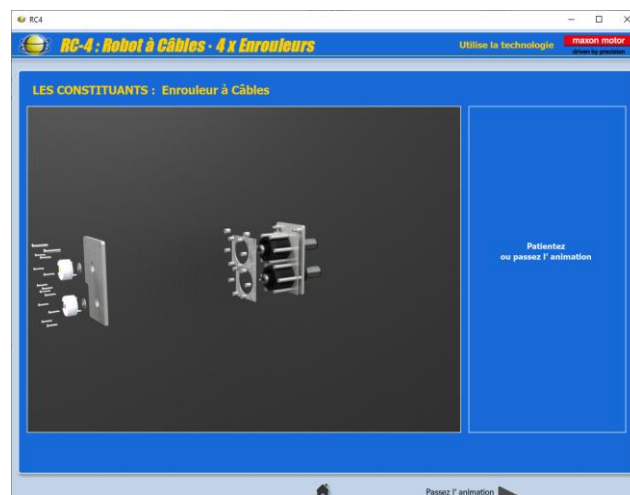 RC4
RC-4 : Robot à Câbles · 4 x Enrouleurs
Utilise la technologie
maxon motor
driven by precision
LES CONSTITUANTS : Enrouleur à Câbles
Patientez
ou passez l' animation
Passez l' animation